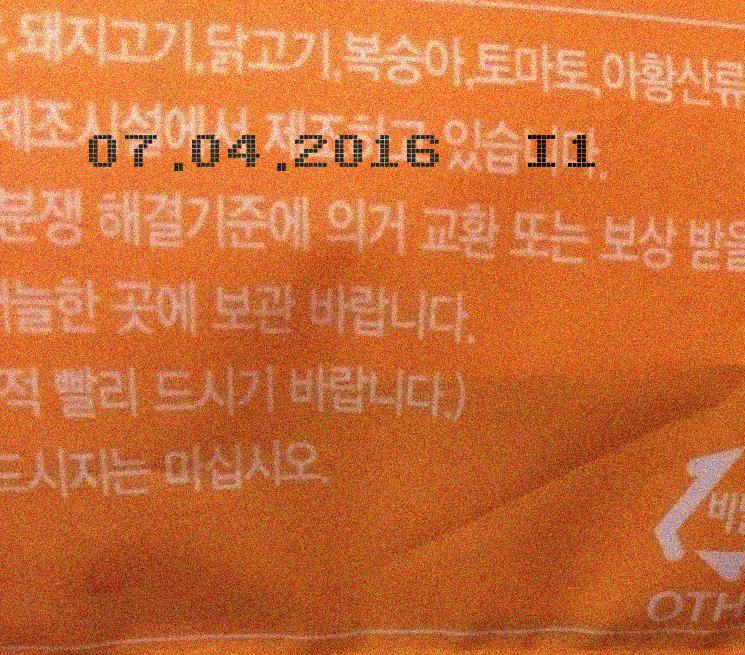 돼지고기,닭고기,복숭아,토마토,이황산류
제조시설에서 제조하고 있습니다.
07.04.2016 I1
분쟁 해결기준에 의거 교환 또는 보상 받을
서늘한 곳에 보관 바랍니다.
빨리 드시기 바랍니다.)
드시지는 마십시오.
OTH